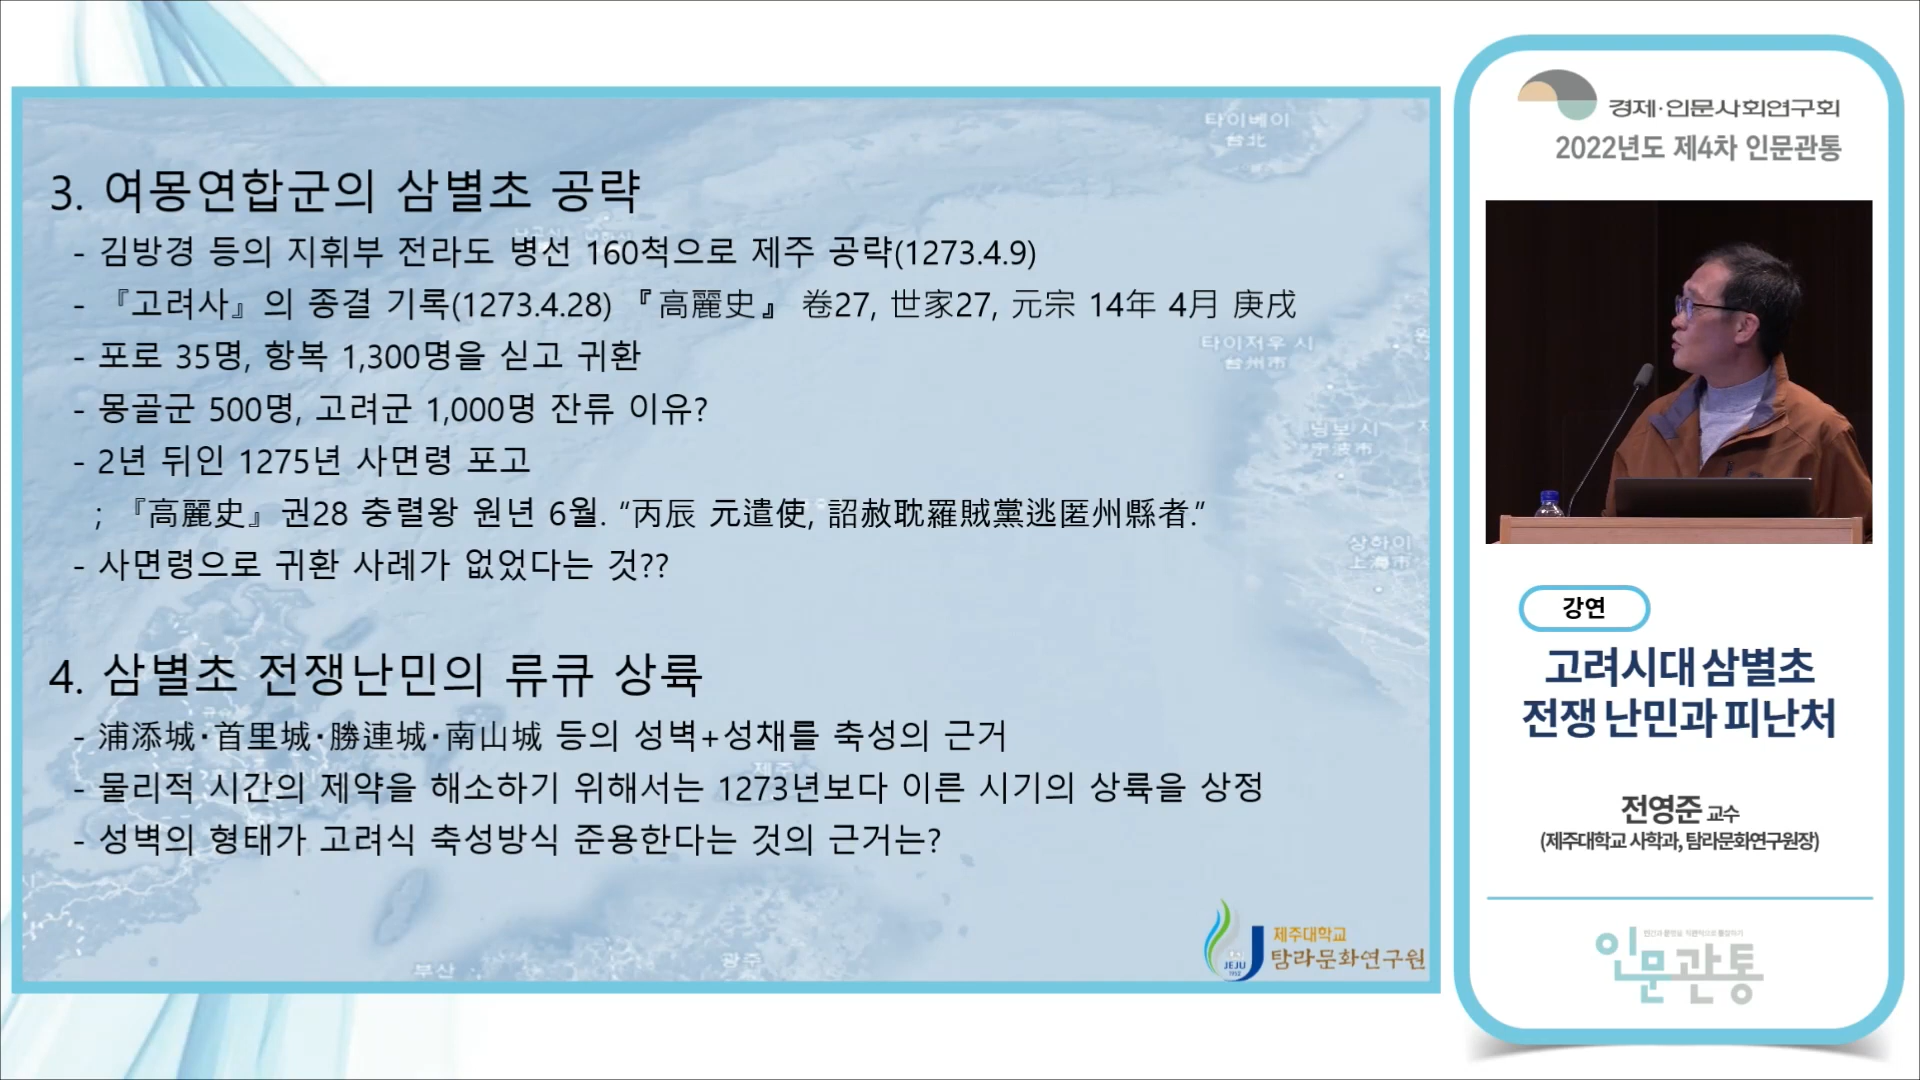 3. 여몽연합군의 삼별초 공략
- 김방경 등의 지휘부 전라도 병선 160척으로 제주 공략(1273.4.9)
- 『고려사』의 종결 기록(1273.4.28) 『高麗史』 卷27, 世家27, 元宗 14年 4月 庚戌
- 포로 35명, 항복 1,300명을 싣고 귀환
- 몽골군 500명, 고려군 1,000명 잔류 이유?
- 2년 뒤인 1275년 사면령 포고
; 『高麗史』권28 충렬왕 원년 6월. “丙辰 元遣使, 詔赦耽羅賊黨逃匿州縣者.”
- 사면령으로 귀환 사례가 없었다는 것??
4. 삼별초 전쟁난민의 류큐 상륙
- 浦添城·首里城·勝連城·南山城 등의 성벽+성채를 축성의 근거
- 물리적 시간의 제약을 해소하기 위해서는 1273년보다 이른 시기의 상륙을 상정
- 성벽의 형태가 고려식 축성방식 준용한다는 것의 근거는?
타이베이
台北
타이저우 시
台州市
닝보 시
宁波市
상하이
上海市
제주
부산
광주
JEJU
제주대학교
탐라문화연구원
경제·인문사회연구회
2022년도 제4차 인문관통
강연
고려시대 삼별초
전쟁 난민과 피난처
전영준 교수
(제주대학교 사학과, 탐라문화연구원장)
인문관통